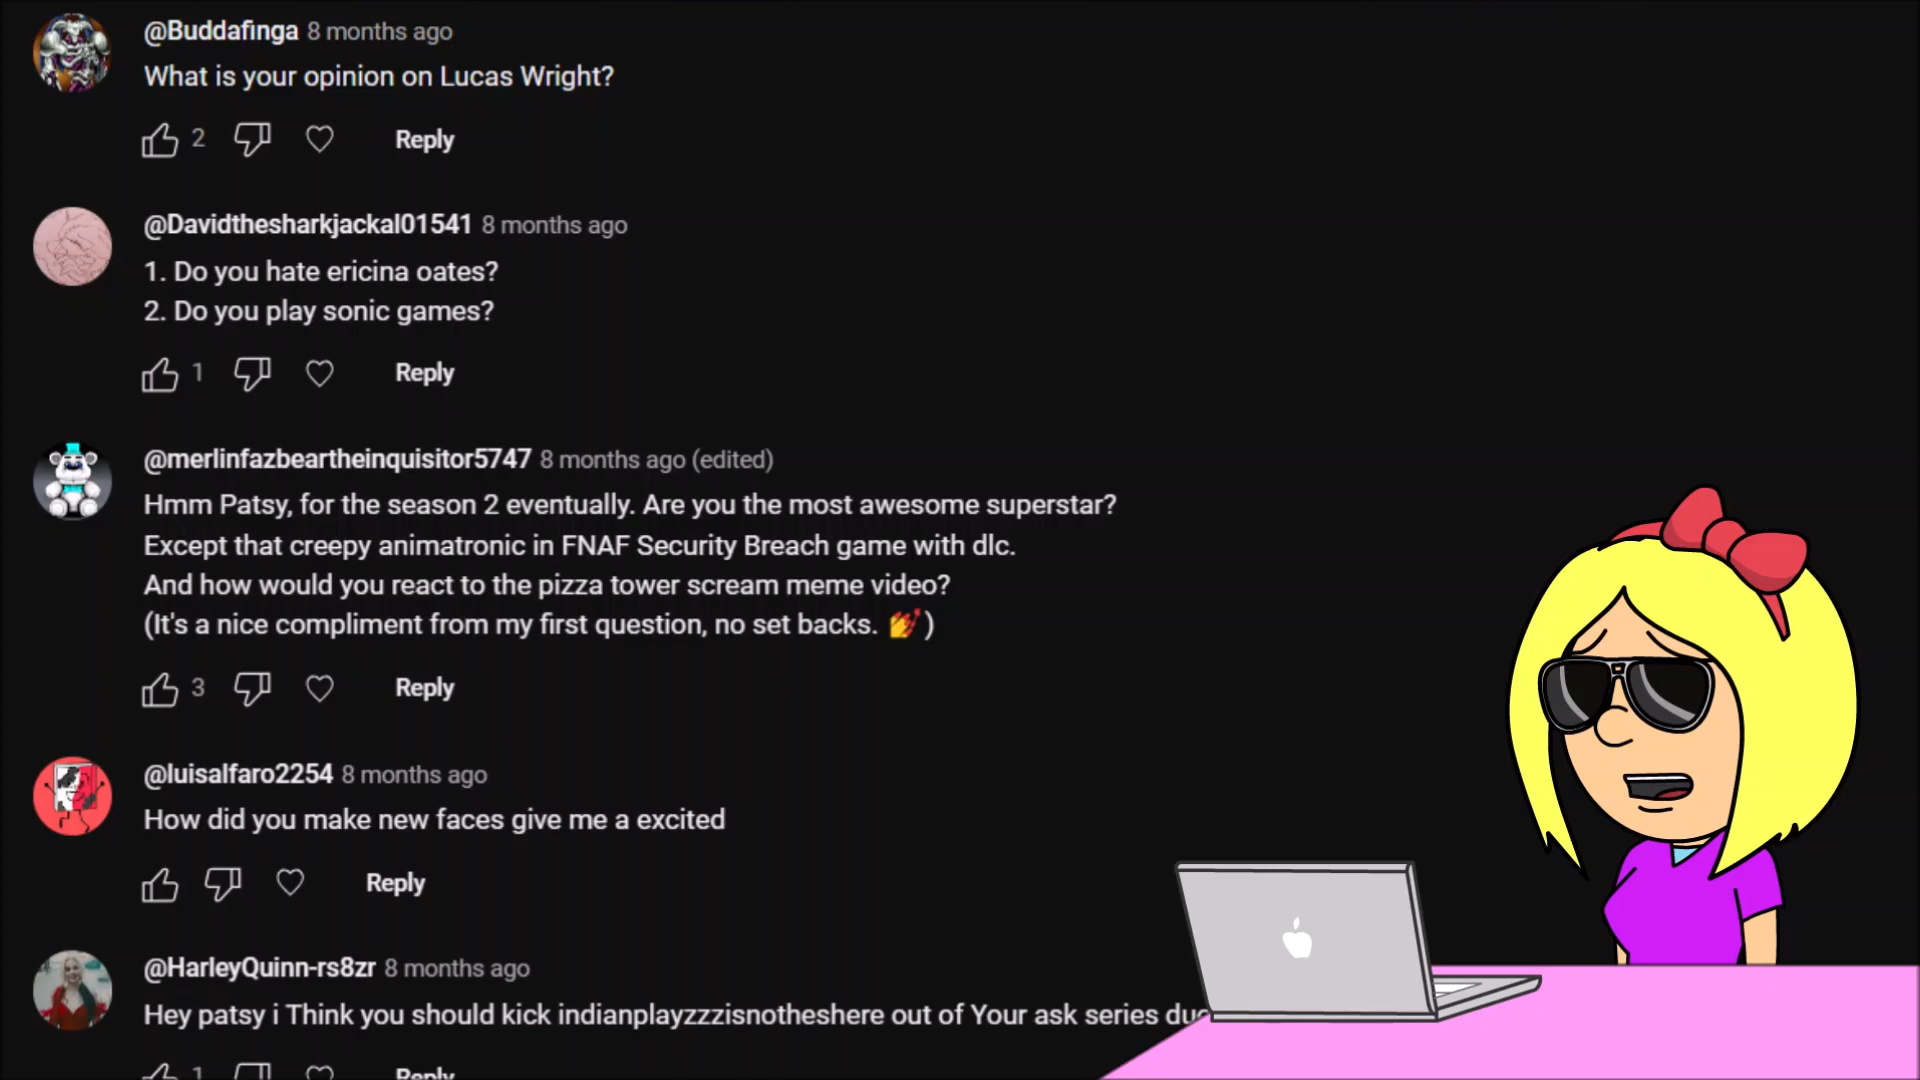 @Buddafinga 8 months ago
What is your opinion on Lucas Wright?
2 Reply
@Davidthesharkjackal01541 8 months ago
1. Do you hate ericina oates?
2. Do you play sonic games?
1 Reply
@merlinfazbeartheinquisitor5747 8 months ago (edited)
Hmm Patsy, for the season 2 eventually. Are you the most awesome superstar?
Except that creepy animatronic in FNAF Security Breach game with dlc.
And how would you react to the pizza tower scream meme video?
(It's a nice compliment from my first question, no set backs. 💅)
3 Reply
@luisalfaro2254 8 months ago
How did you make new faces give me a excited
Reply
@HarleyQuinn-rs8zr 8 months ago
Hey patsy i Think you should kick indianplayzzzisnotheshere out of Your ask series
1 Reply